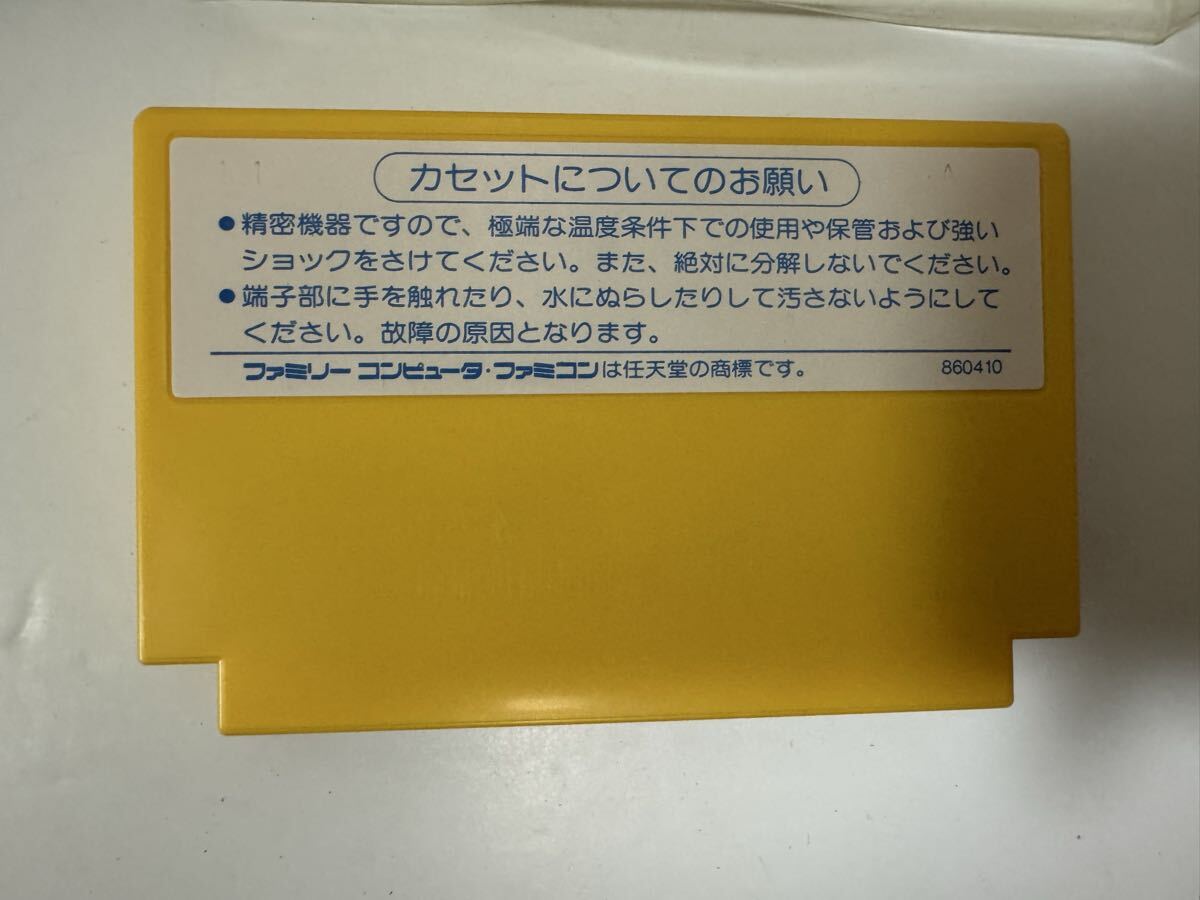 カセットについてのお願い
●精密機器ですので、極端な温度条件下での使用や保管および強い
ショックをさけてください。また、絶対に分解しないでください。
●端子部に手を触れたり、水にぬらしたりして汚さないようにして
ください。故障の原因となります。
ファミリーコンピュータ・ファミコンは任天堂の商標です。 860410